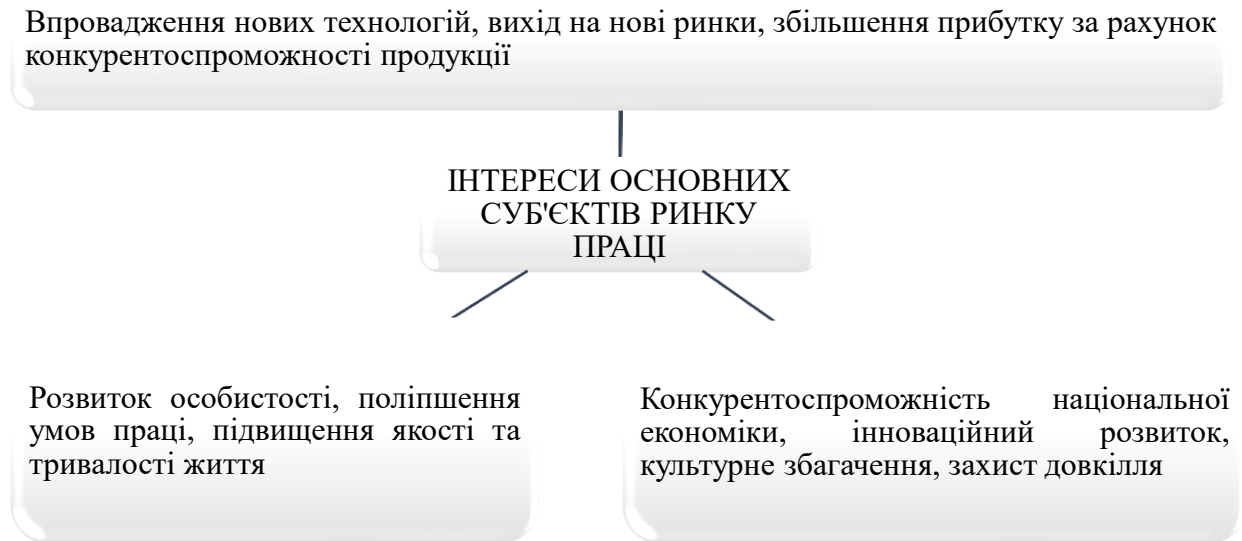 Впровадження нових технологій, вихід на нові ринки, збільшення прибутку за рахунок
конкурентоспроможності продукції
ІНТЕРЕСИ ОСНОВНИХ
СУБ'ЄКТІВ РИНКУ
ПРАЦІ
Розвиток особистості, поліпшення
умов праці, підвищення якості та
тривалості життя
Конкурентоспроможність національної
економіки, інноваційний розвиток,
культурне збагачення, захист довкілля